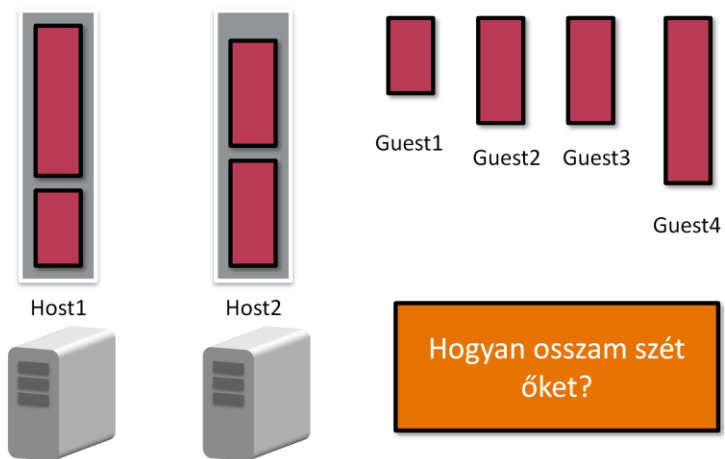 Guest1
Guest2
Guest3
Guest4
Host1
Host2
Hogyan osszam szét
őket?